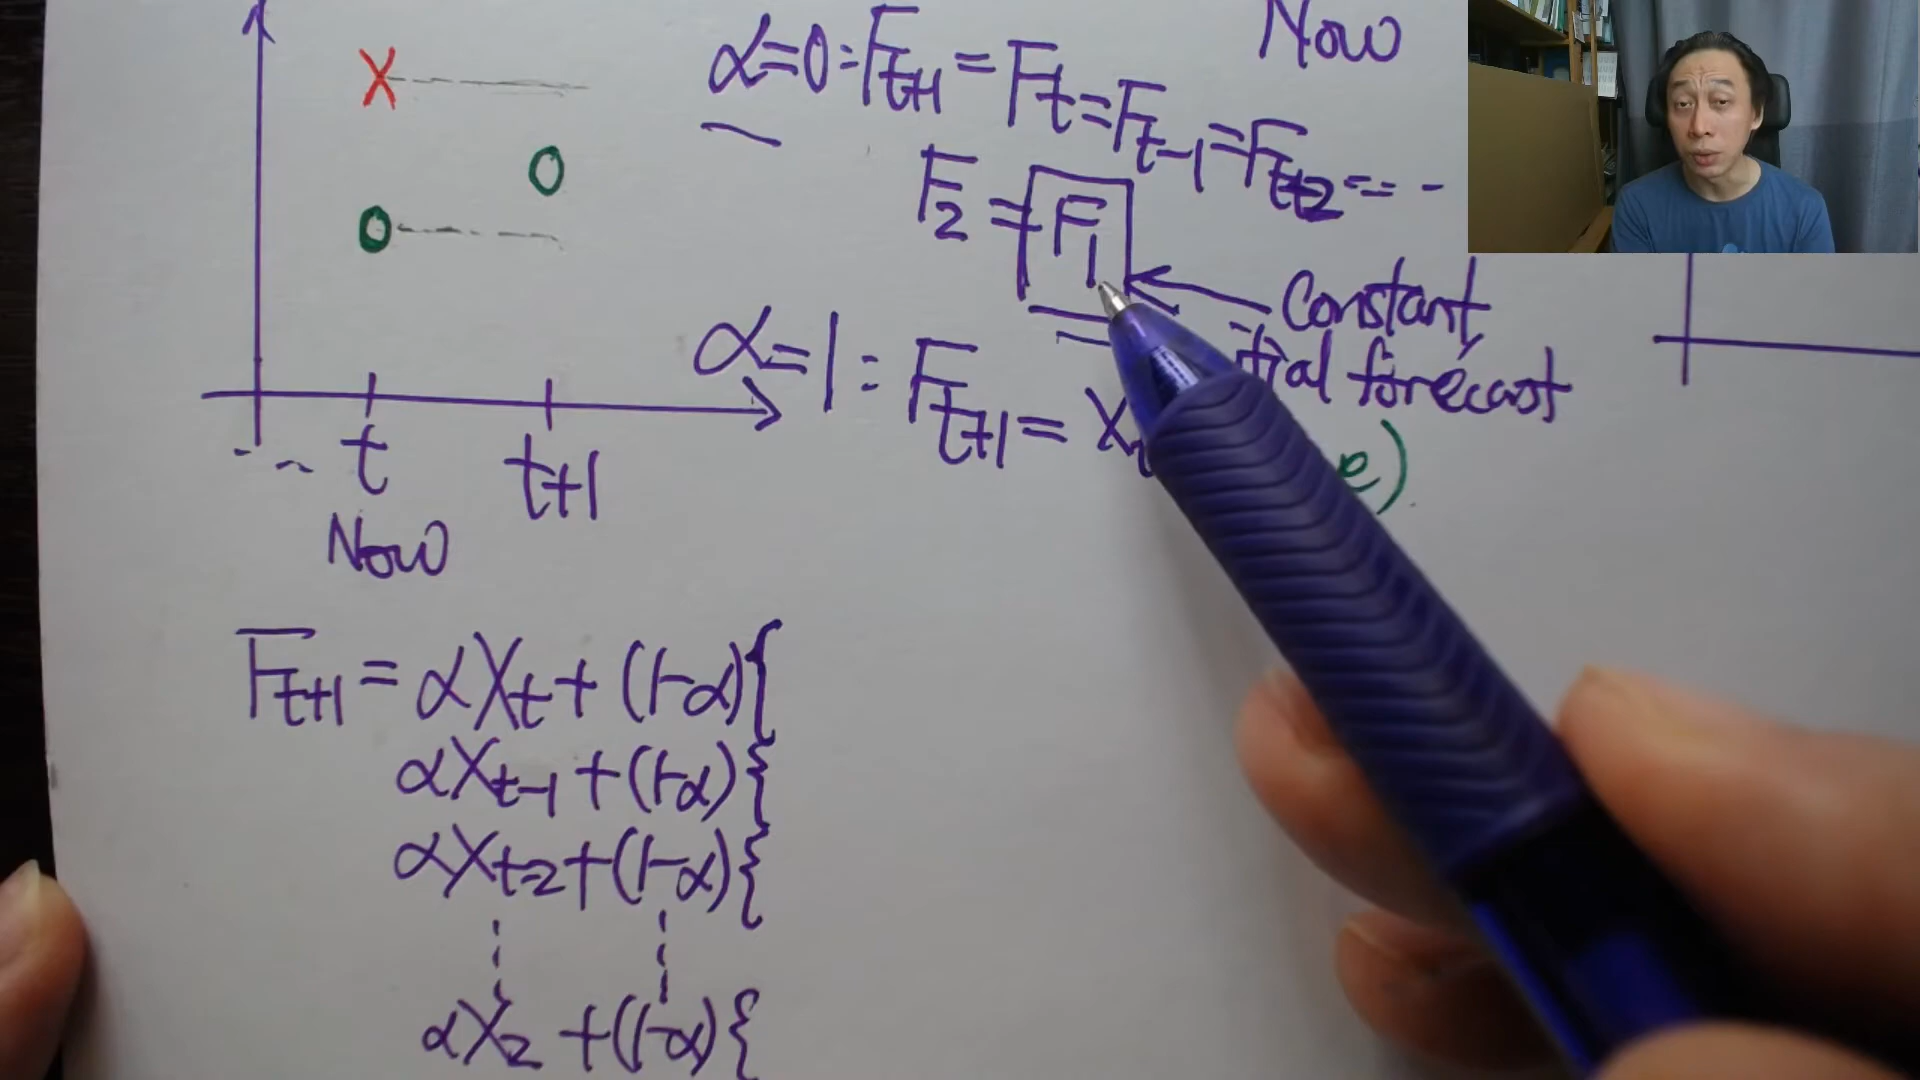 Now
α=0: Ft+1 = Ft = Ft-1 = Ft-2 = - -
F2 = F1
Constant
forecast
α=1: Ft+1 =
t
t+1
Now
Ft+1 = αXt + (1-α){
αXt-1 + (1-α){
αXt-2 + (1-α){
αX2 + (1-α){